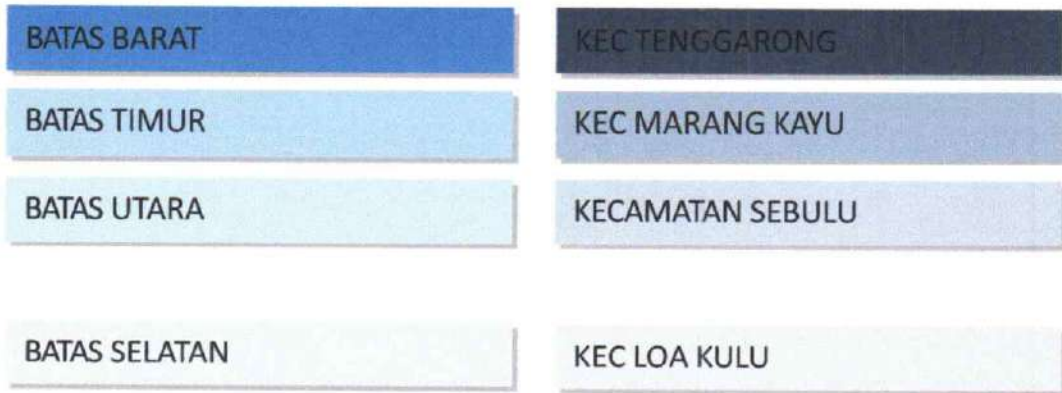 BATAS BARAT
KEC TENGGARONG
BATAS TIMUR
KEC MARANG KAYU
BATAS UTARA
KECAMATAN SEBULU
BATAS SELATAN
KEC LOA KULU